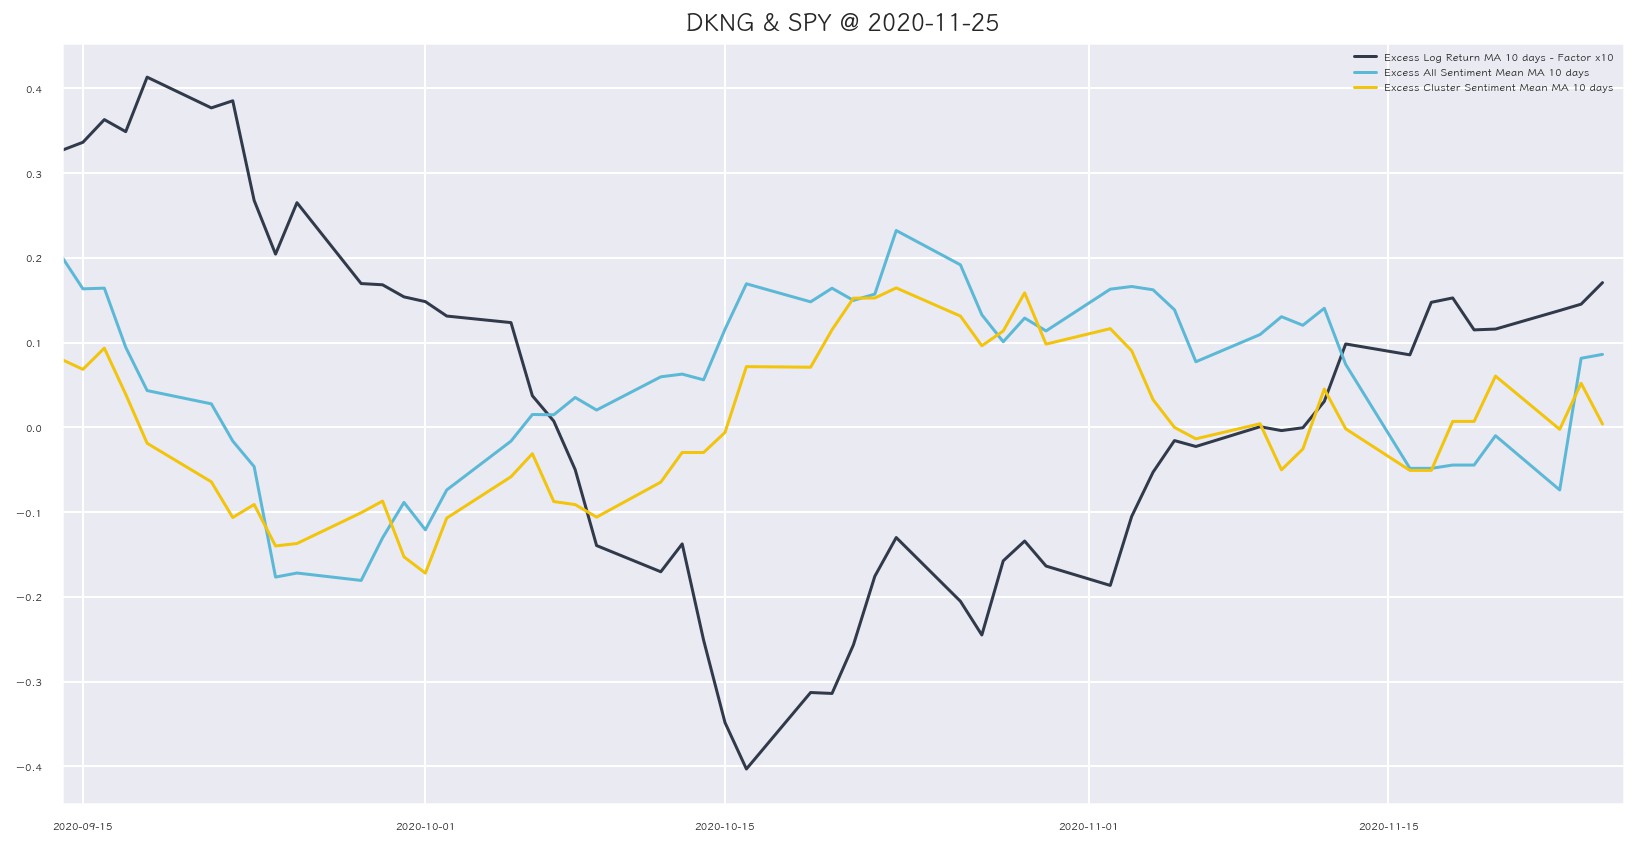 DKNG & SPY @ 2020-11-25
Excess Log Return MA 10 days - Factor x10
Excess All Sentiment Mean MA 10 days
Excess Cluster Sentiment Mean MA 10 days
0.4
0.3
0.2
0.1
0.0
−0.1
−0.2
−0.3
−0.4
2020-09-15 2020-10-01 2020-10-15 2020-11-01 2020-11-15